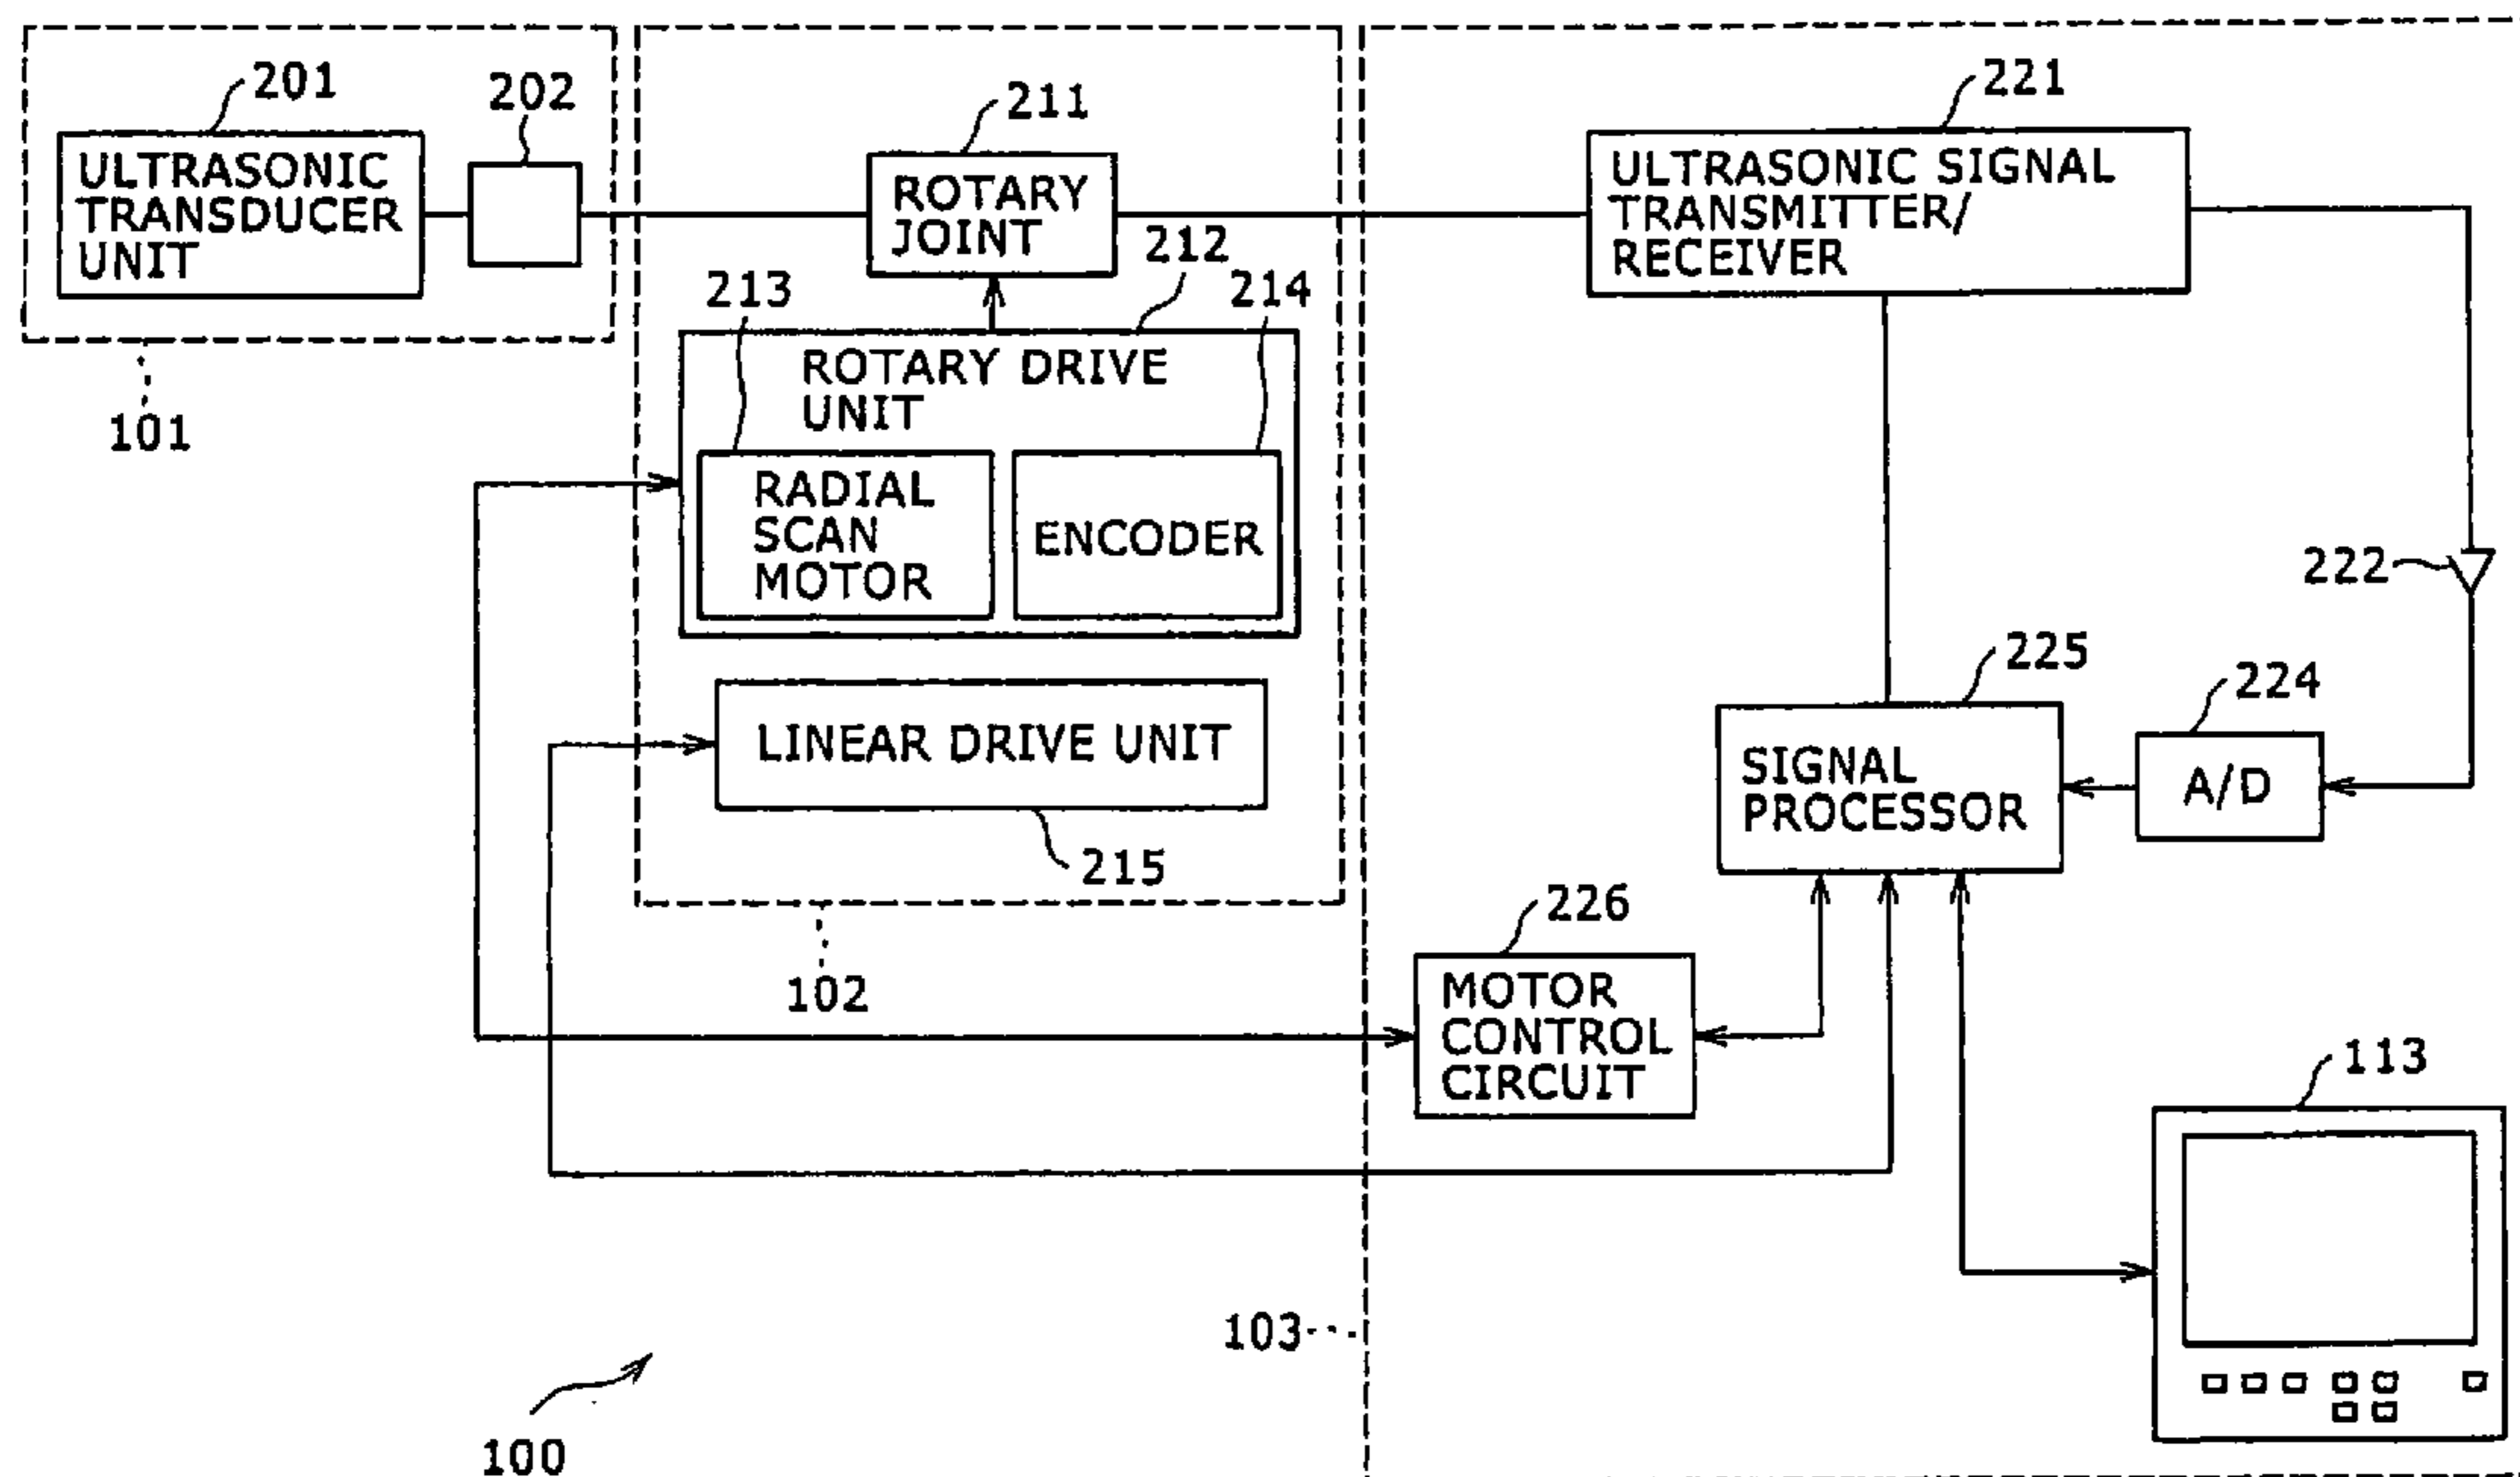 201
202
ULTRASONIC
TRANSDUCER
UNIT
101
211
ROTARY
JOINT
212
213
214
ROTARY DRIVE
UNIT
RADIAL
SCAN
MOTOR
ENCODER
LINEAR DRIVE UNIT
215
102
221
ULTRASONIC SIGNAL
TRANSMITTER/
RECEIVER
222
225
224
SIGNAL
PROCESSOR
A/D
226
MOTOR
CONTROL
CIRCUIT
113
103
100